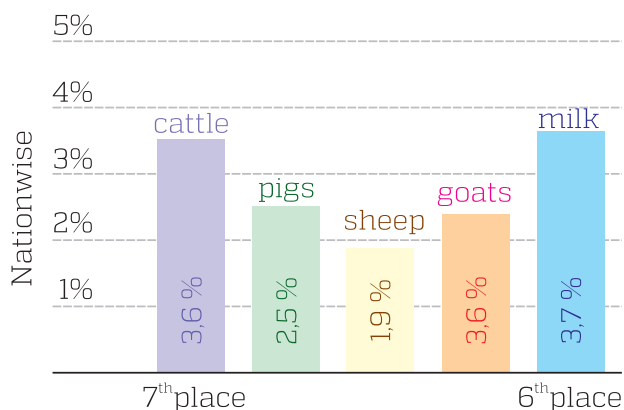 5%
4%
3%
2%
1%
Nationwise
cattle
pigs
sheep
goats
milk
3,6 %
2,5 %
1,9 %
3,6 %
3,7 %
7th place
6th place